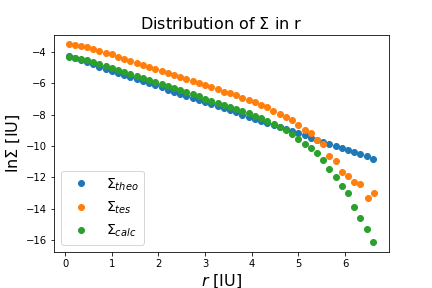 Distribution of Σ in r
lnΣ [IU]
−4
−6
−8
−10
−12
−14
−16
Σtheo
Σtes
Σcalc
0 1 2 3 4 5 6
r [IU]